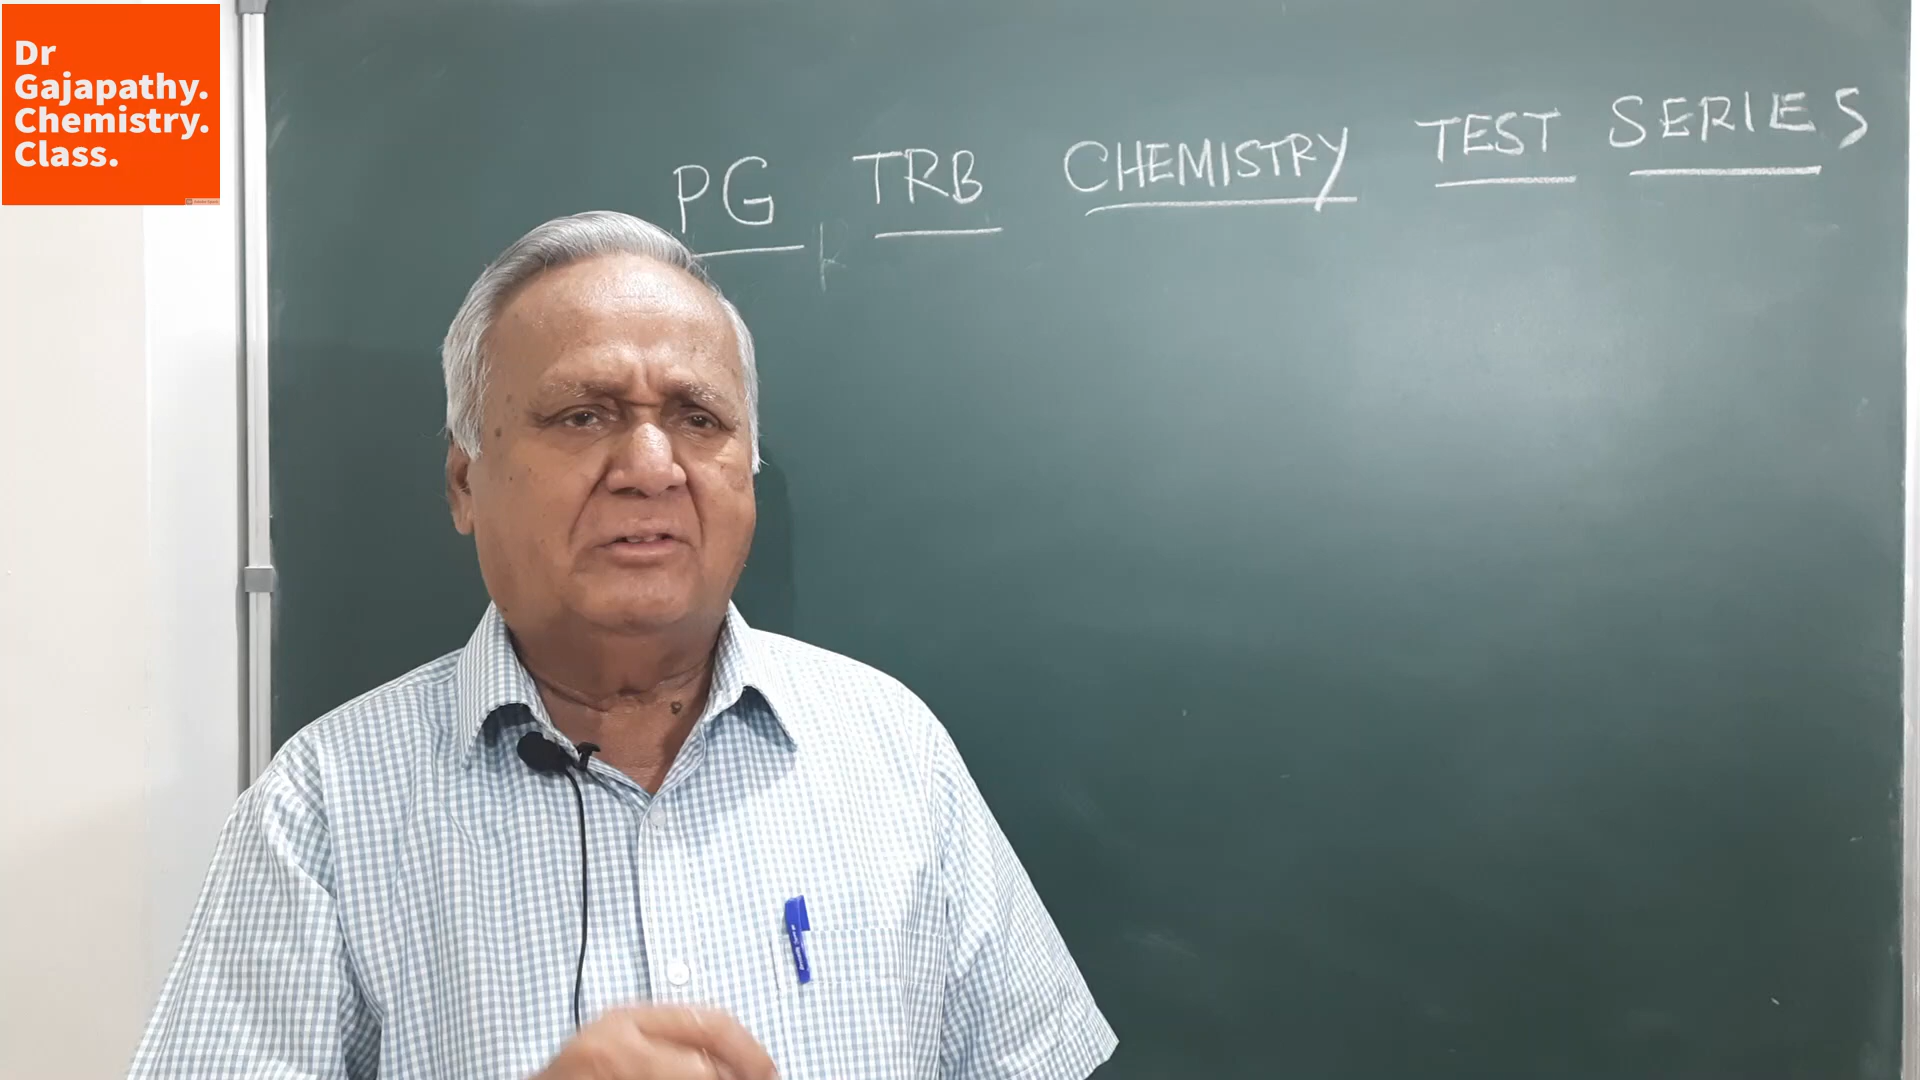 Dr
Gajapathy.
Chemistry.
Class.
PG TRB CHEMISTRY TEST SERIES